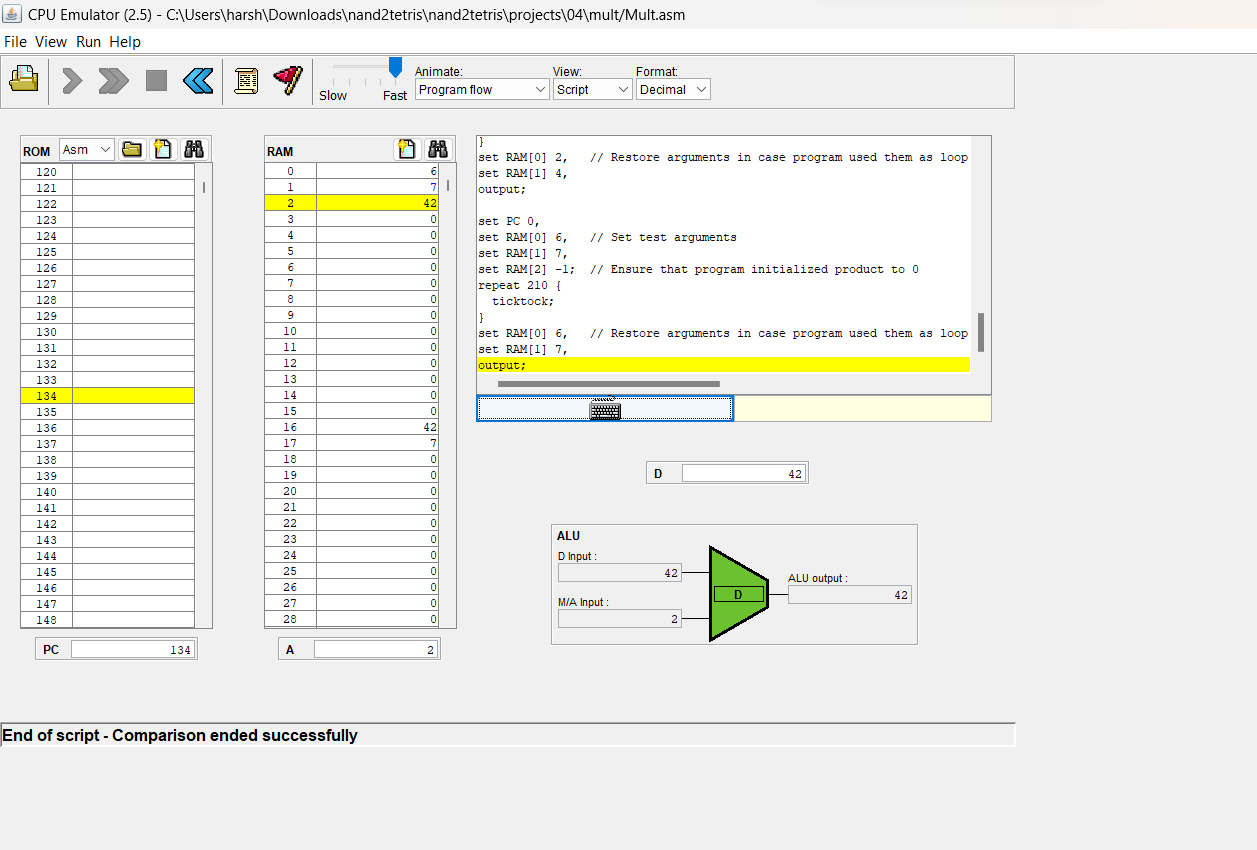 CPU Emulator (2.5) - C:\Users\harsh\Downloads\nand2tetris\nand2tetris\projects\04\mult/Mult.asm
File View Run Help
Slow Fast
Animate:
Program flow
View:
Script
Format:
Decimal
ROM Asm
120
121
122
123
124
125
126
127
128
129
130
131
132
133
134
135
136
137
138
139
140
141
142
143
144
145
146
147
148
PC 134
RAM
0 6
1 7
2 42
3 0
4 0
5 0
6 0
7 0
8 0
9 0
10 0
11 0
12 0
13 0
14 0
15 0
16 42
17 7
18 0
19 0
20 0
21 0
22 0
23 0
24 0
25 0
26 0
27 0
28 0
A 2
}
set RAM[0] 2,   // Restore arguments in case program used them as loop
set RAM[1] 4,
output;
set PC 0,
set RAM[0] 6,   // Set test arguments
set RAM[1] 7,
set RAM[2] -1;  // Ensure that program initialized product to 0
repeat 210 {
  ticktock;
}
set RAM[0] 6,   // Restore arguments in case program used them as loop
set RAM[1] 7,
output;
D 42
ALU
D Input :
42
M/A Input :
2
D
ALU output :
42
End of script - Comparison ended successfully